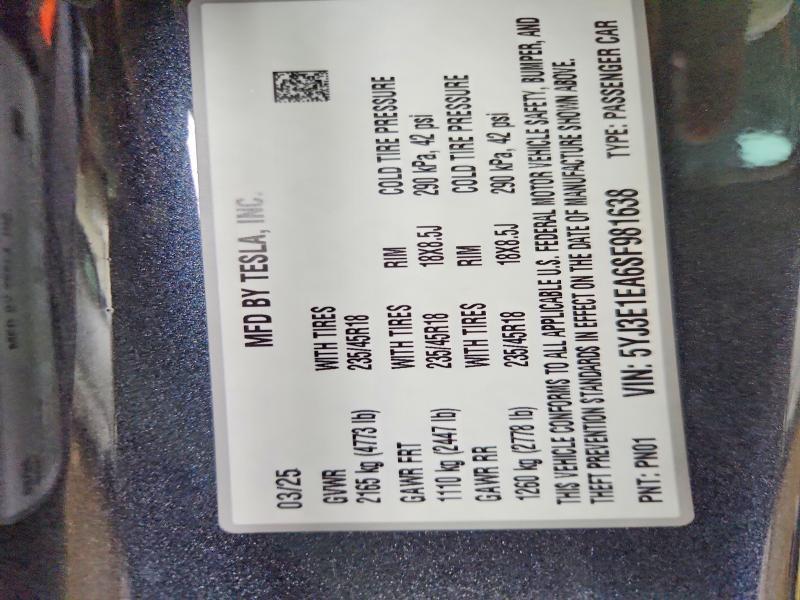 MFD BY TESLA, INC.
03/25
GVWR WITH TIRES
2165 kg (4773 lb) 235/45R18
GAWR FRT WITH TIRES RIM COLD TIRE PRESSURE
1110 kg (2447 lb) 235/45R18 18X8.5J 290 kPa, 42 psi
GAWR RR WITH TIRES RIM COLD TIRE PRESSURE
1260 kg (2778 lb) 235/45R18 18X8.5J 290 kPa, 42 psi
THIS VEHICLE CONFORMS TO ALL APPLICABLE U.S. FEDERAL MOTOR VEHICLE SAFETY, BUMPER, AND
THEFT PREVENTION STANDARDS IN EFFECT ON THE DATE OF MANUFACTURE SHOWN ABOVE.
PNT: PN01 VIN: 5YJ3E1EA6SF981638 TYPE: PASSENGER CAR